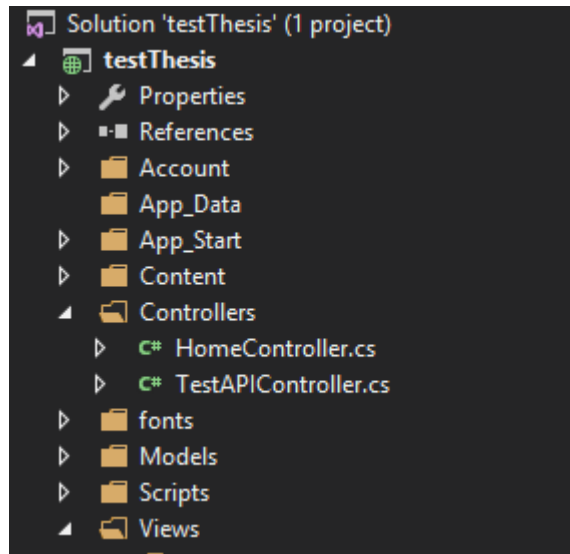 Solution 'testThesis' (1 project)
testThesis
Properties
References
Account
App_Data
App_Start
Content
Controllers
C# HomeController.cs
C# TestAPIController.cs
fonts
Models
Scripts
Views